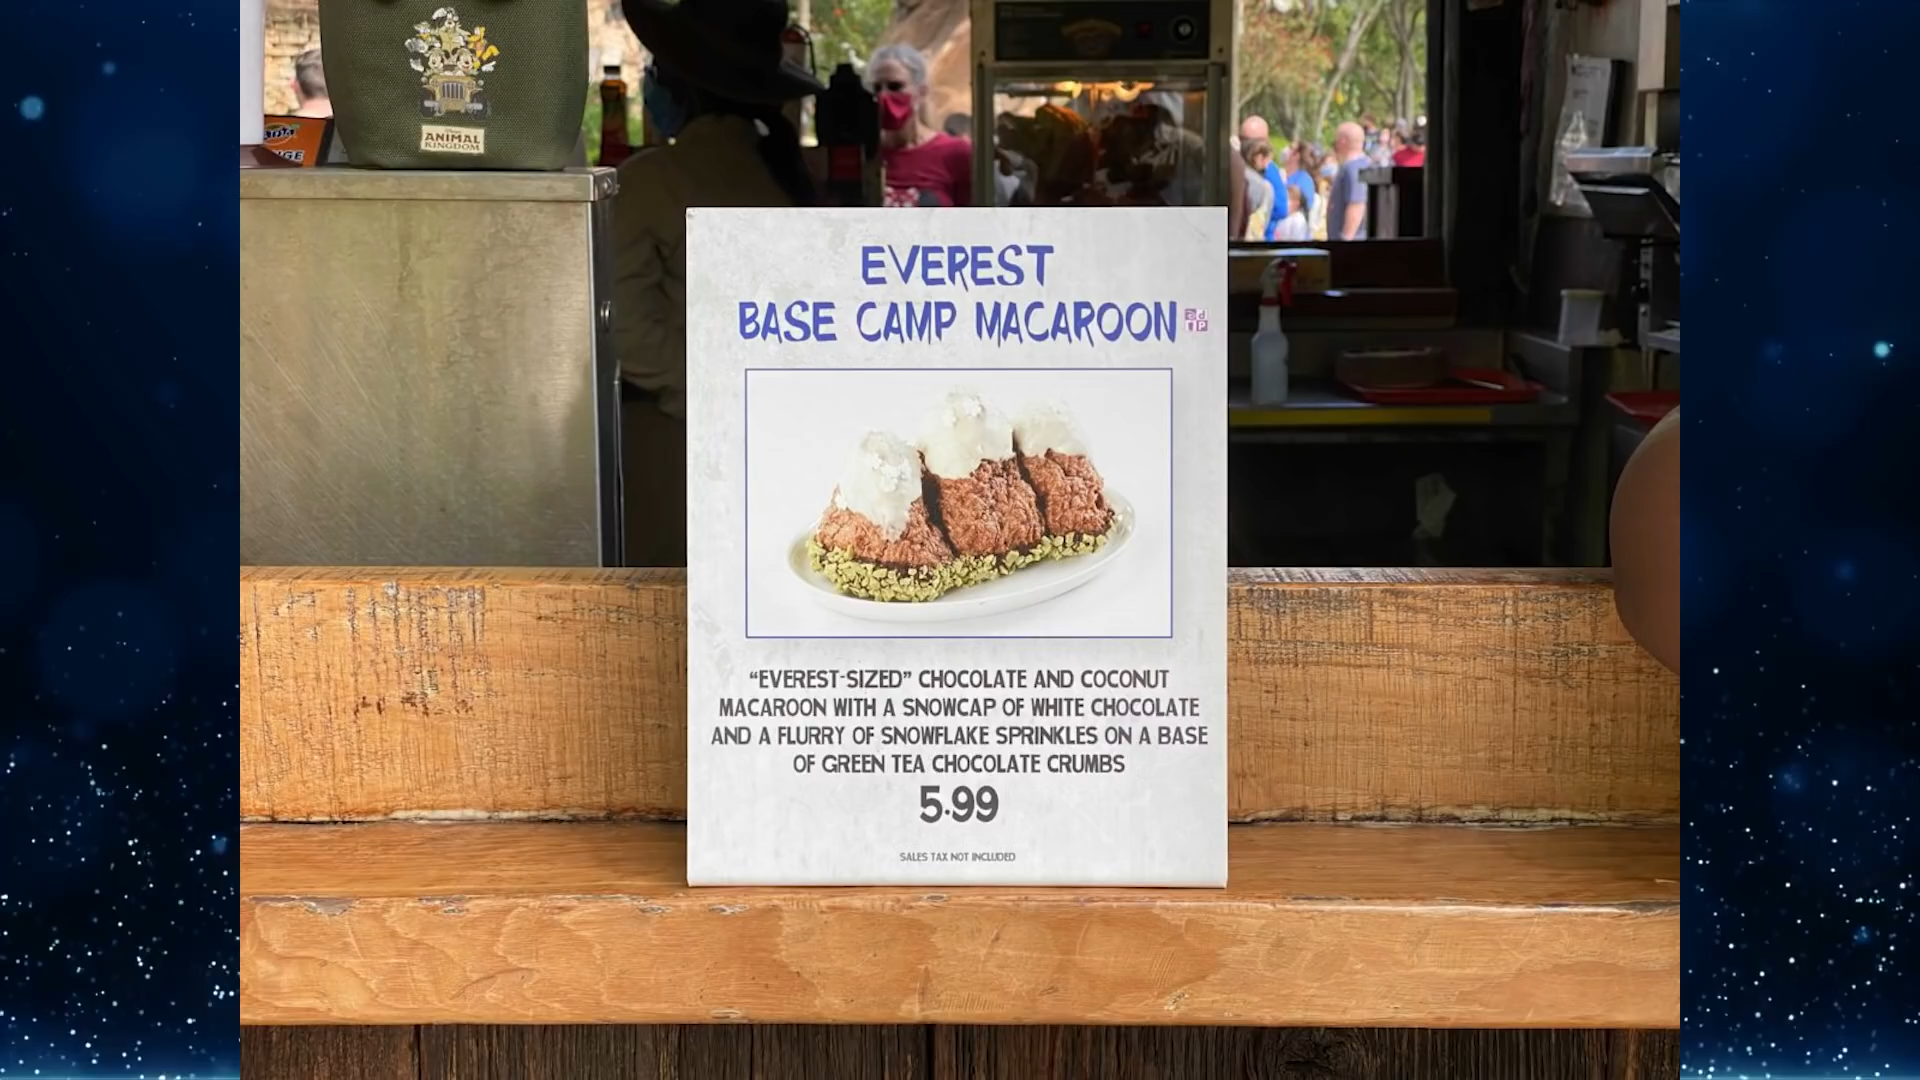 Disney's
ANIMAL
KINGDOM
EVEREST
BASE CAMP MACAROON
“EVEREST-SIZED” CHOCOLATE AND COCONUT
MACAROON WITH A SNOWCAP OF WHITE CHOCOLATE
AND A FLURRY OF SNOWFLAKE SPRINKLES ON A BASE
OF GREEN TEA CHOCOLATE CRUMBS
5.99
SALES TAX NOT INCLUDED